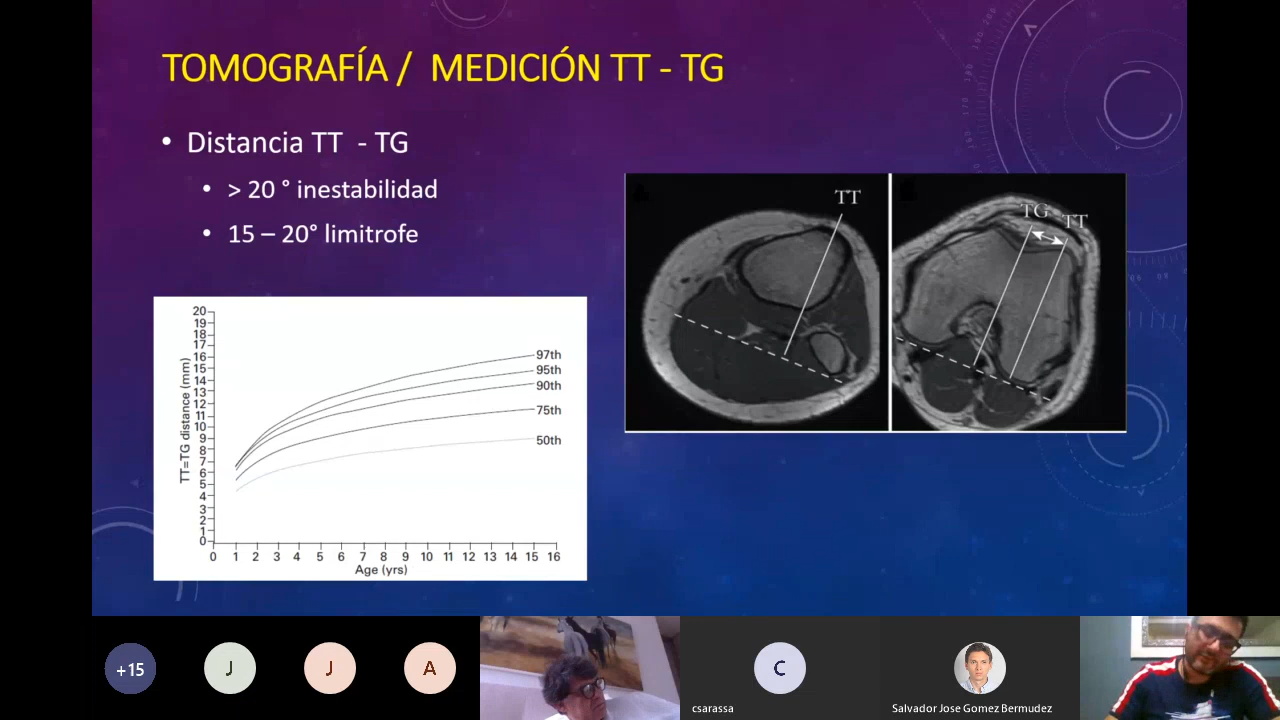 TOMOGRAFÍA / MEDICIÓN TT - TG
• Distancia TT - TG
• > 20 ° inestabilidad
• 15 – 20° limitrofe
TT
TG
TT
20
19
18
17
16
15
14
13
12
11
10
9
8
7
6
5
4
3
2
1
0
TT=TG distance (mm)
97th
95th
90th
75th
50th
0 1 2 3 4 5 6 7 8 9 10 11 12 13 14 15 16
Age (yrs)
+15
J
J
A
C
csarassa
Salvador Jose Gomez Bermudez